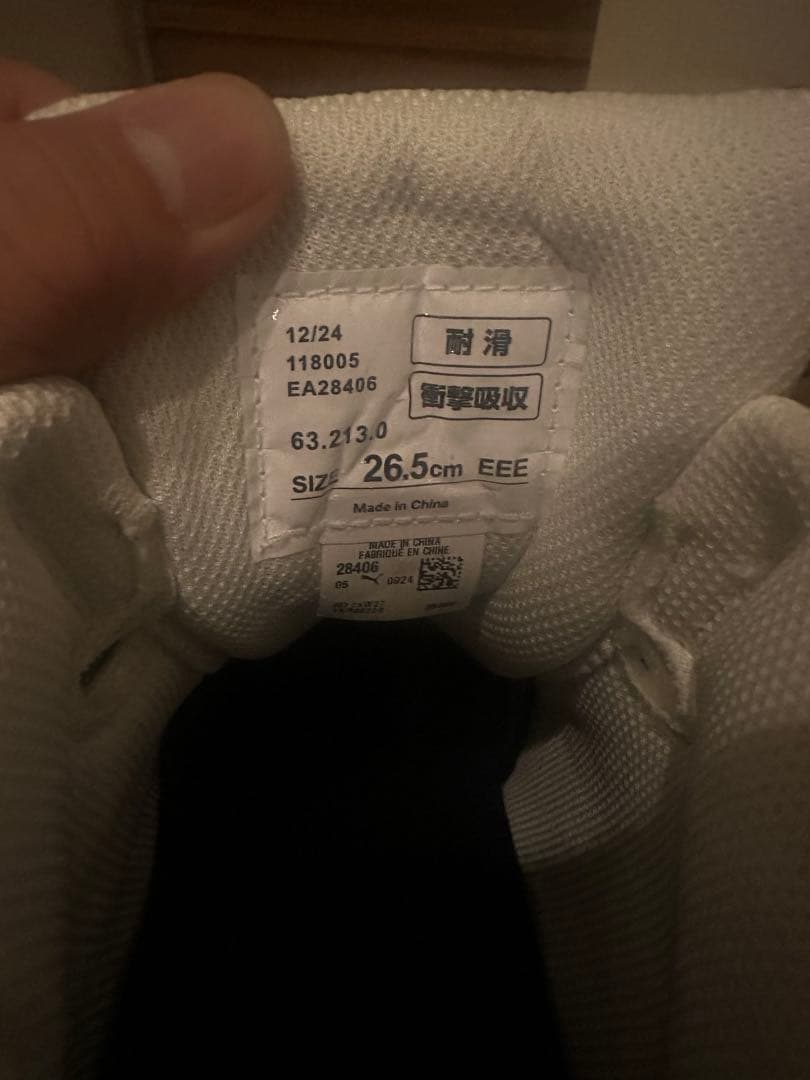 12/24
118005
EA28406
耐滑
衝撃吸収
63.213.0
SIZE 26.5cm EEE
Made in China
MADE IN CHINA
FABRIQUÉ EN CHINE
28406
05 0924